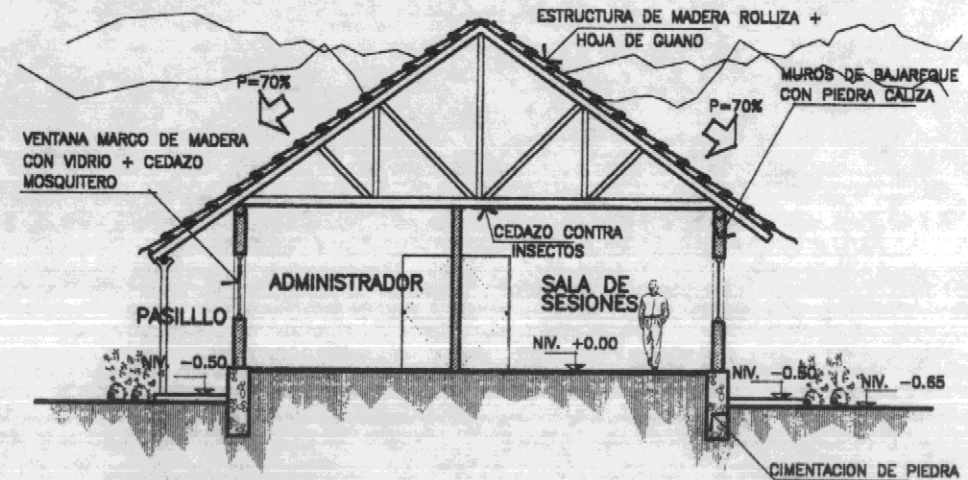 ESTRUCTURA DE MADERA ROLLIZA +
HOJA DE GUANO
P=70%
MUROS DE BAJAREQUE
CON PIEDRA CALIZA
P=70%
VENTANA MARCO DE MADERA
CON VIDRIO + CEDAZO
MOSQUITERO
CEDAZO CONTRA
INSECTOS
ADMINISTRADOR
SALA DE
SESIONES
PASILLLO
NIV. +0.00
NIV. -0.50
NIV. -0.50
NIV. -0.65
CIMENTACION DE PIEDRA